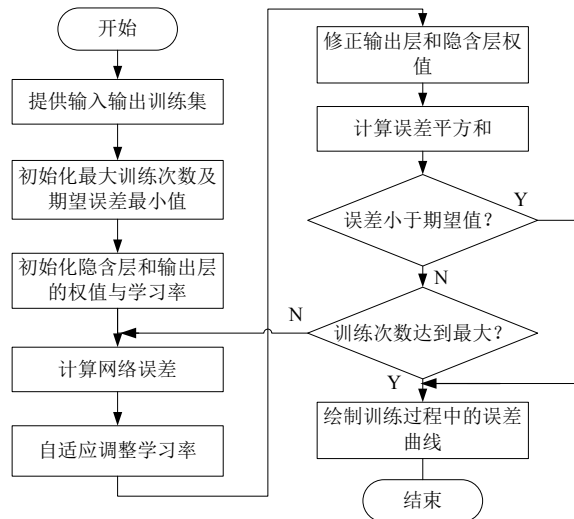 开始
提供输入输出训练集
初始化最大训练次数及
期望误差最小值
初始化隐含层和输出层
的权值与学习率
计算网络误差
自适应调整学习率
修正输出层和隐含层权
值
计算误差平方和
误差小于期望值?
Y
N
训练次数达到最大?
N
Y
绘制训练过程中的误差
曲线
结束